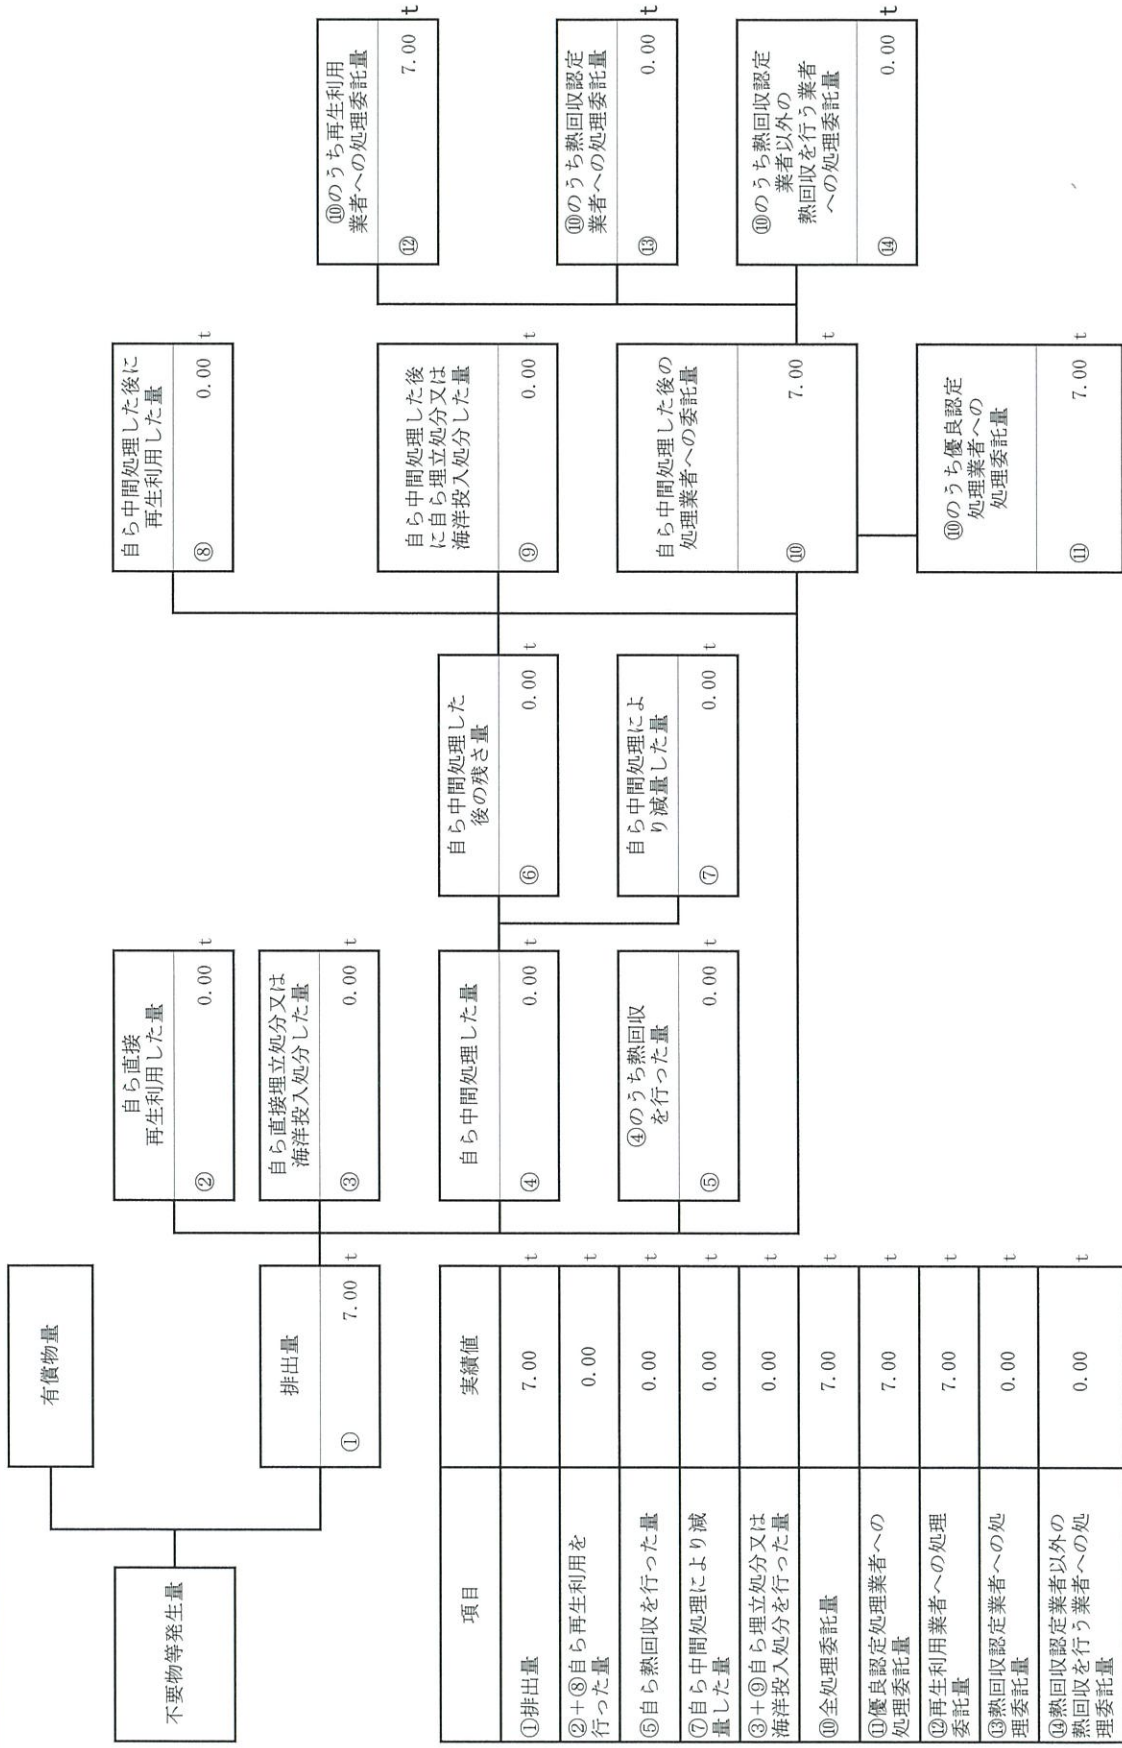 不要物等発生量
有償物量
排出量
① 7.00 t
自ら直接
再生利用した量
② 0.00 t
自ら直接埋立処分又は
海洋投入処分した量
③ 0.00 t
自ら中間処理した量
④ 0.00 t
④のうち熱回収
を行った量
⑤ 0.00 t
自ら中間処理した
後の残さ量
⑥ 0.00 t
自ら中間処理によ
り減量した量
⑦ 0.00 t
自ら中間処理した後に
再生利用した量
⑧ 0.00 t
自ら中間処理した後
に自ら埋立処分又は
海洋投入処分した量
⑨ 0.00 t
自ら中間処理した後の
処理業者への委託量
⑩ 7.00 t
⑩のうち優良認定
処理業者への
処理委託量
⑪ 7.00 t
⑩のうち再生利用
業者への処理委託量
⑫ 7.00 t
⑩のうち熱回収認定
業者への処理委託量
⑬ 0.00 t
⑩のうち熱回収認定
業者以外の
熱回収を行う業者
への処理委託量
⑭ 0.00 t
項目 実績値
①排出量 7.00 t
②+⑧自ら再生利用を
行った量 0.00 t
⑤自ら熱回収を行った量 0.00 t
⑦自ら中間処理により減
量した量 0.00 t
③+⑨自ら埋立処分又は
海洋投入処分を行った量 0.00 t
⑩全処理委託量 7.00 t
⑪優良認定処理業者への
処理委託量 7.00 t
⑫再生利用業者への処理
委託量 7.00 t
⑬熱回収認定業者への処
理委託量 0.00 t
⑭熱回収認定業者以外の
熱回収を行う業者への処
理委託量 0.00 t